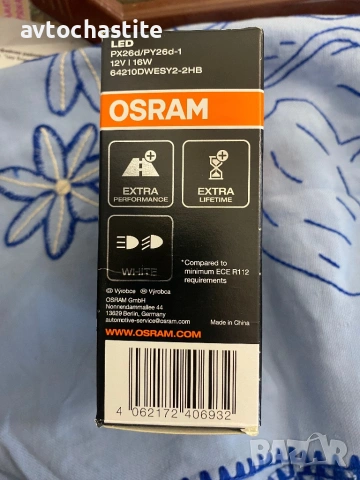 avtochastite
LED
PX26d/PY26d-1
12V | 16W
64210DWESY2-2HB
OSRAM
EXTRA
PERFORMANCE
EXTRA
LIFETIME
WHITE
*Compared to
minimum ECE R112
requirements
Výrobce Výrobca
OSRAM GmbH
Nonnendammallee 44
13629 Berlin, Germany
automotive-service@osram.com
Made in China
WWW.OSRAM.COM
4 062172 406932
BAZAR